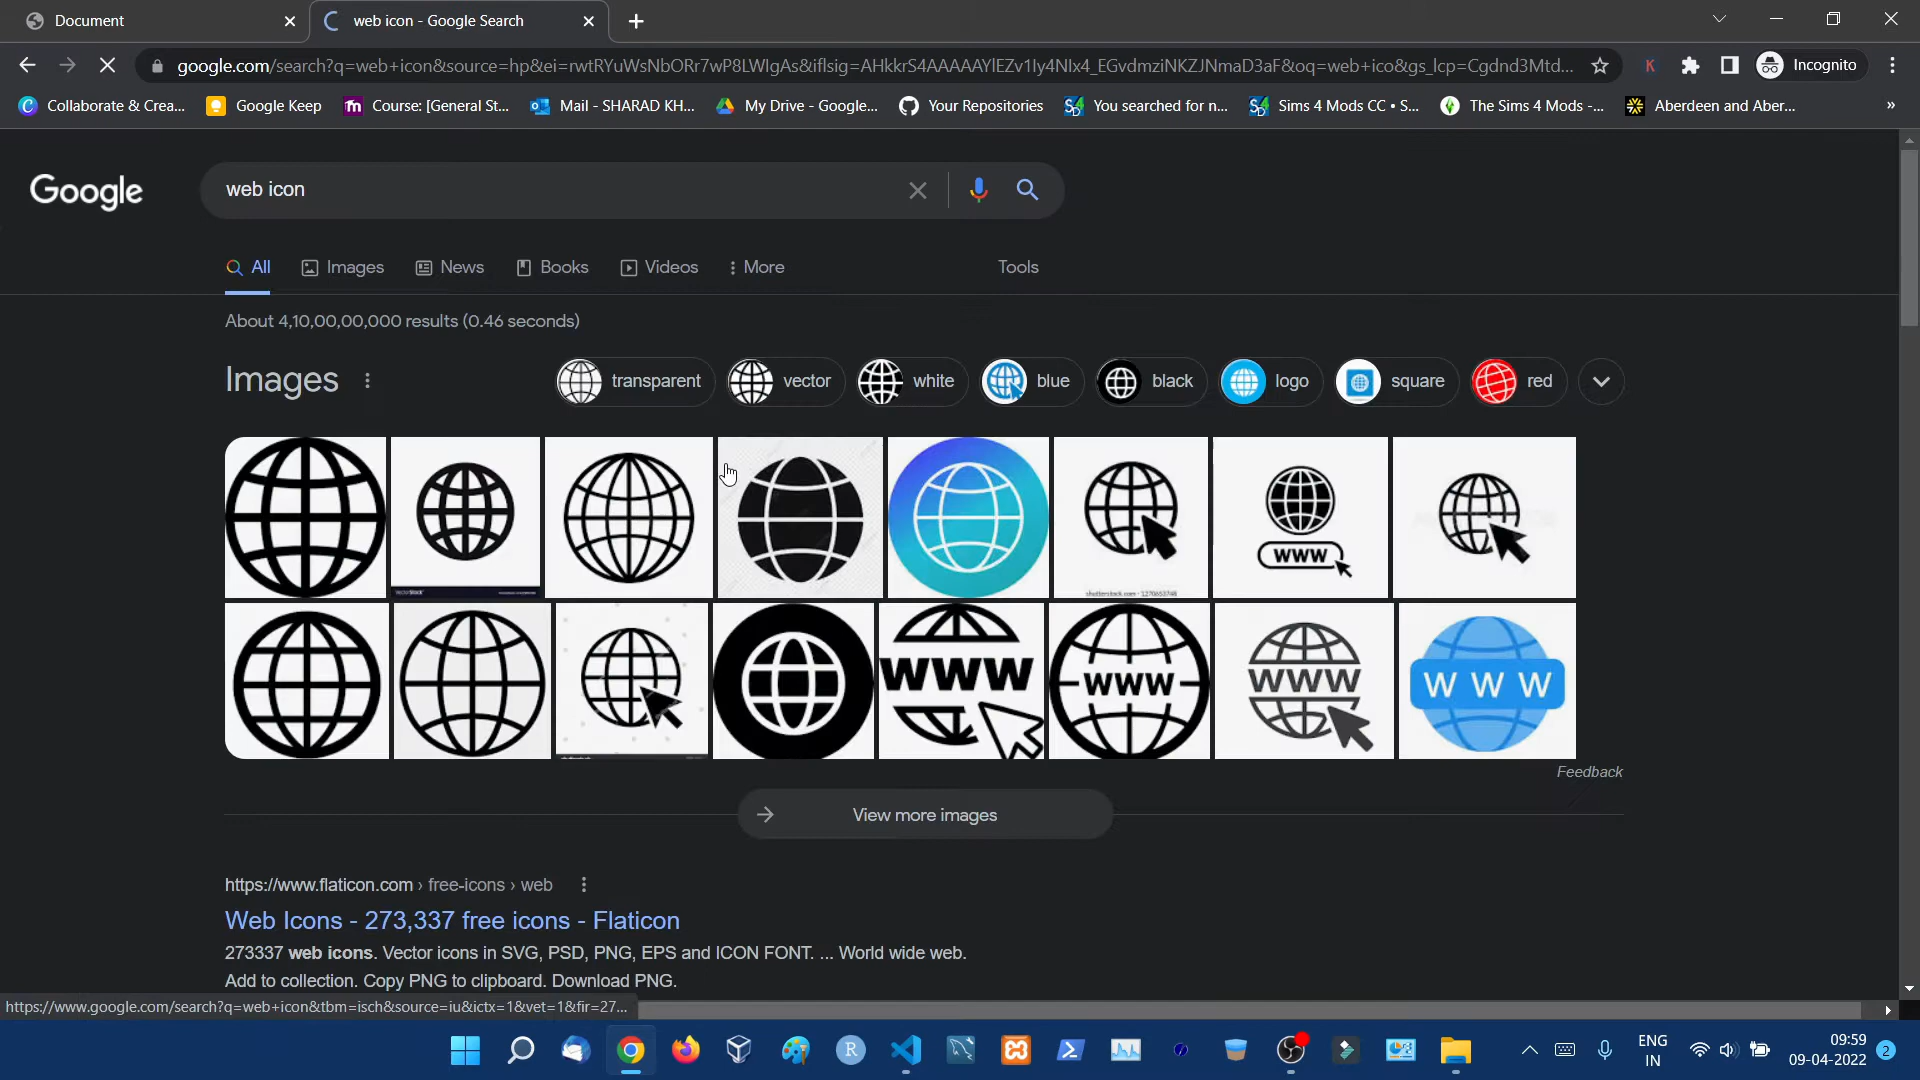 Document
web icon - Google Search
google.com/search?q=web+icon&source=hp&ei=rwtRYuWsNbORr7wP8LWIgAs&iflsig=AHkkrS4AAAAAYlEZv1Iy4NIx4_EGvdmziNKZJNmaD3aF&oq=web+ico&gs_lcp=Cgdnd3Mtd...
Incognito
Collaborate & Crea...
Google Keep
Course: [General St...
Mail - SHARAD KH...
My Drive - Google...
Your Repositories
You searched for n...
Sims 4 Mods CC • S...
The Sims 4 Mods -...
Aberdeen and Aber...
»
Google
web icon
All
Images
News
Books
Videos
More
Tools
About 4,10,00,00,000 results (0.46 seconds)
Images
transparent
vector
white
blue
black
logo
square
red
VectorStock
shutterstock.com · 1270653748
WWW
WWW
WWW
WWW
W W W
Feedback
View more images
https://www.flaticon.com › free-icons › web
Web Icons - 273,337 free icons - Flaticon
273337 web icons. Vector icons in SVG, PSD, PNG, EPS and ICON FONT. ... World wide web.
Add to collection. Copy PNG to clipboard. Download PNG.
https://www.google.com/search?q=web+icon&tbm=isch&source=iu&ictx=1&vet=1&fir=27...
R
ENG
IN
09:59
09-04-2022
2